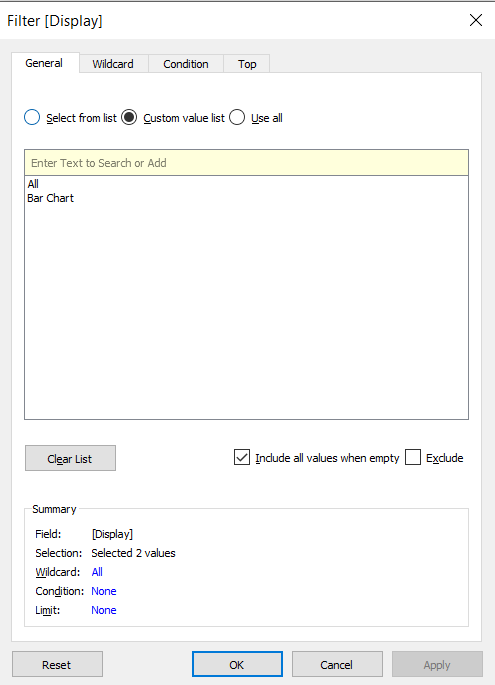 Filter [Display]
General Wildcard Condition Top
Select from list Custom value list Use all
Enter Text to Search or Add
All
Bar Chart
Clear List Include all values when empty Exclude
Summary
Field: [Display]
Selection: Selected 2 values
Wildcard: All
Condition: None
Limit: None
Reset OK Cancel Apply